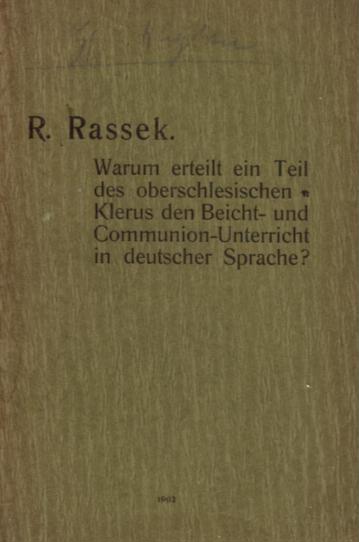 R. Rassek.
Warum erteilt ein Teil
des oberschlesischen
Klerus den Beicht- und
Communion-Unterricht
in deutscher Sprache?
1902